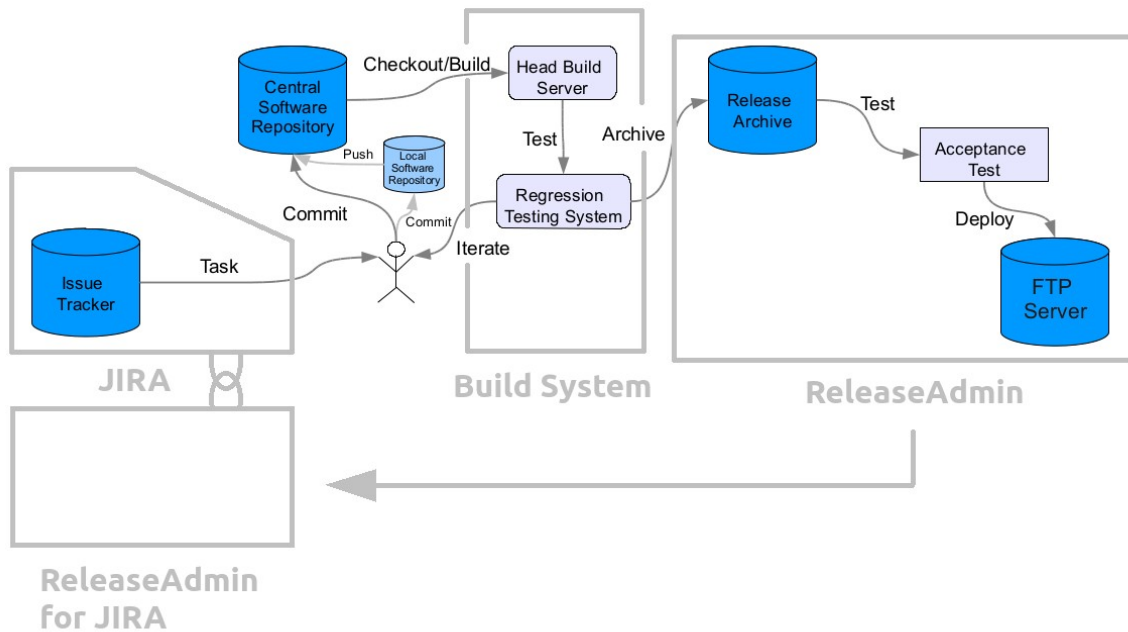 Central
Software
Repository
Checkout/Build
Head Build
Server
Test
Archive
Release
Archive
Test
Acceptance
Test
Deploy
FTP
Server
Push
Local
Software
Repository
Commit
Commit
Regression
Testing System
Iterate
Task
Issue
Tracker
JIRA
Build System
ReleaseAdmin
ReleaseAdmin
for JIRA